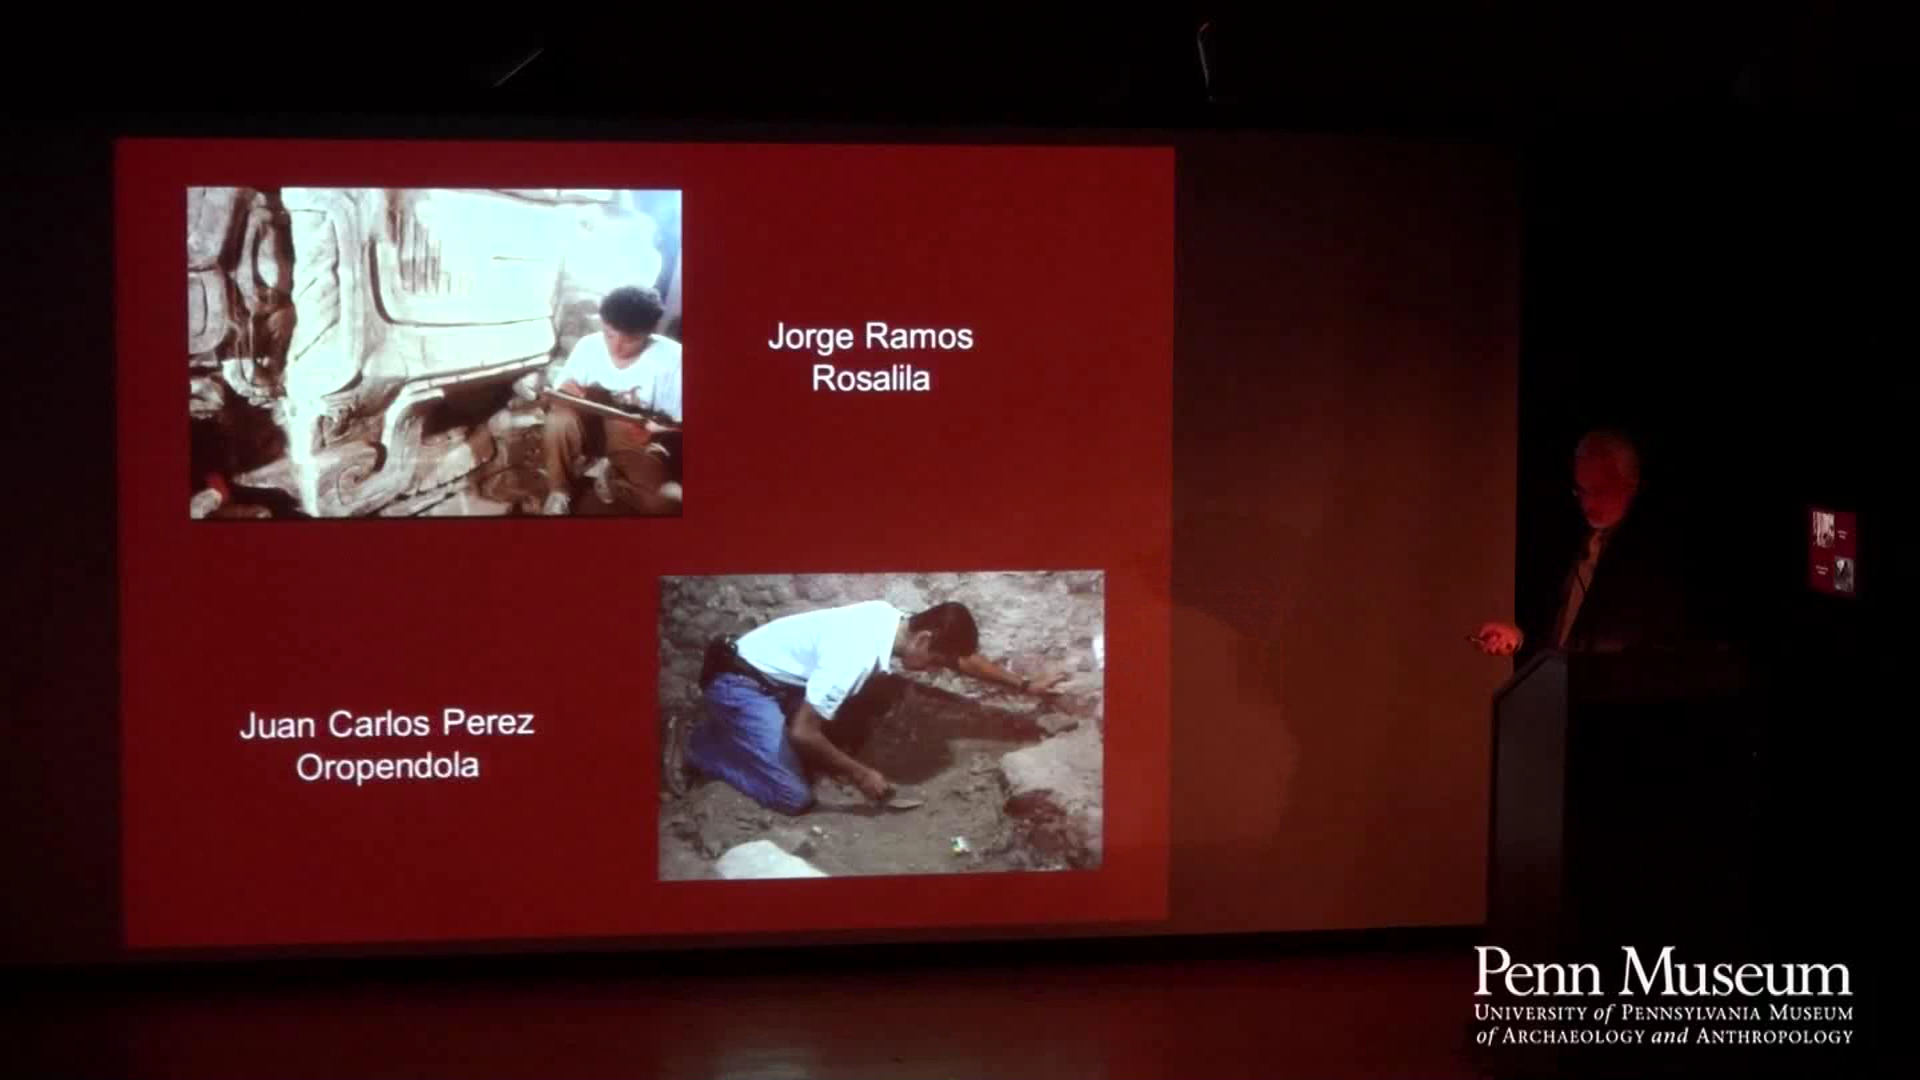 Jorge Ramos
Rosalila
Juan Carlos Perez
Oropendola
Penn Museum
University of Pennsylvania Museum
of Archaeology and Anthropology